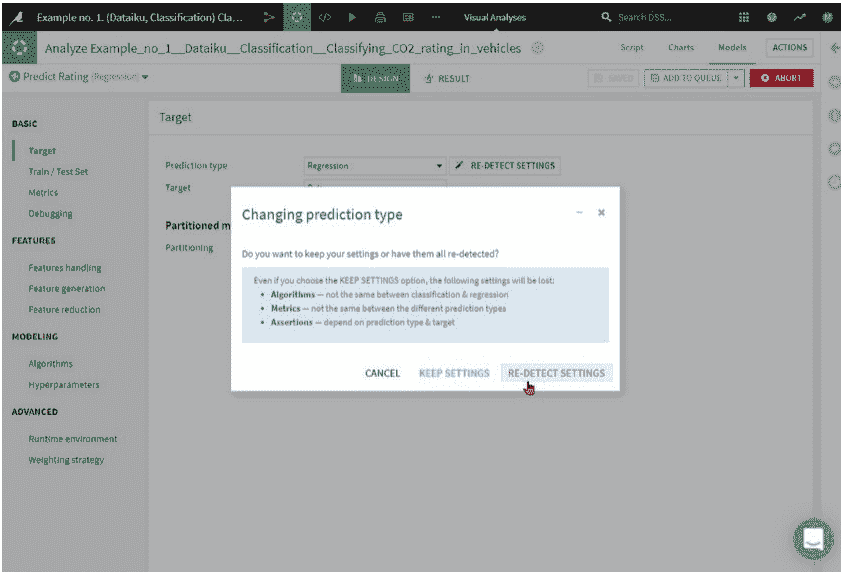 Example no. 1. (Dataiku, Classification) Cla...
Visual Analyses
Search DSS...
Analyze Example_no_1__Dataiku__Classification__Classifying_CO2_rating_in_vehicles
Script Charts Models ACTIONS
Predict Rating (Regression)
DESIGN RESULT
SAVED ADD TO QUEUE ABORT
BASIC
Target
Train / Test Set
Metrics
Debugging
FEATURES
Features handling
Feature generation
Feature reduction
MODELING
Algorithms
Hyperparameters
ADVANCED
Runtime environment
Weighting strategy
Target
Prediction type Regression RE-DETECT SETTINGS
Target
Partitioned m
Partitioning
Changing prediction type
Do you want to keep your settings or have them all re-detected?
Even if you choose the KEEP SETTINGS option, the following settings will be lost:
• Algorithms — not the same between classification & regression
• Metrics — not the same between the different prediction types
• Assertions — depend on prediction type & target
CANCEL KEEP SETTINGS RE-DETECT SETTINGS